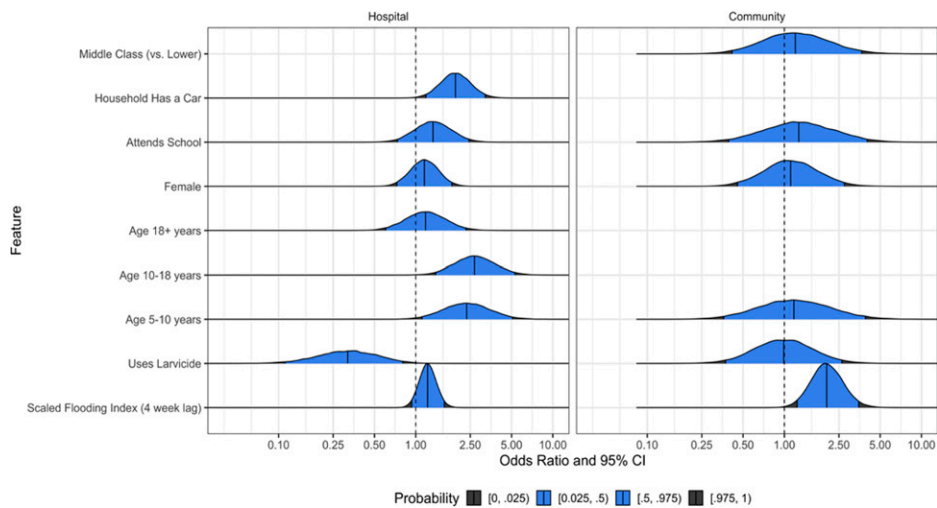 Hospital
Community
Feature
Middle Class (vs. Lower)
Household Has a Car
Attends School
Female
Age 18+ years
Age 10-18 years
Age 5-10 years
Uses Larvicide
Scaled Flooding Index (4 week lag)
0.10 0.25 0.50 1.00 2.50 5.00 10.00
0.10 0.25 0.50 1.00 2.50 5.00 10.00
Odds Ratio and 95% CI
Probability [0, .025) [0.025, .5) [.5, .975) [.975, 1)